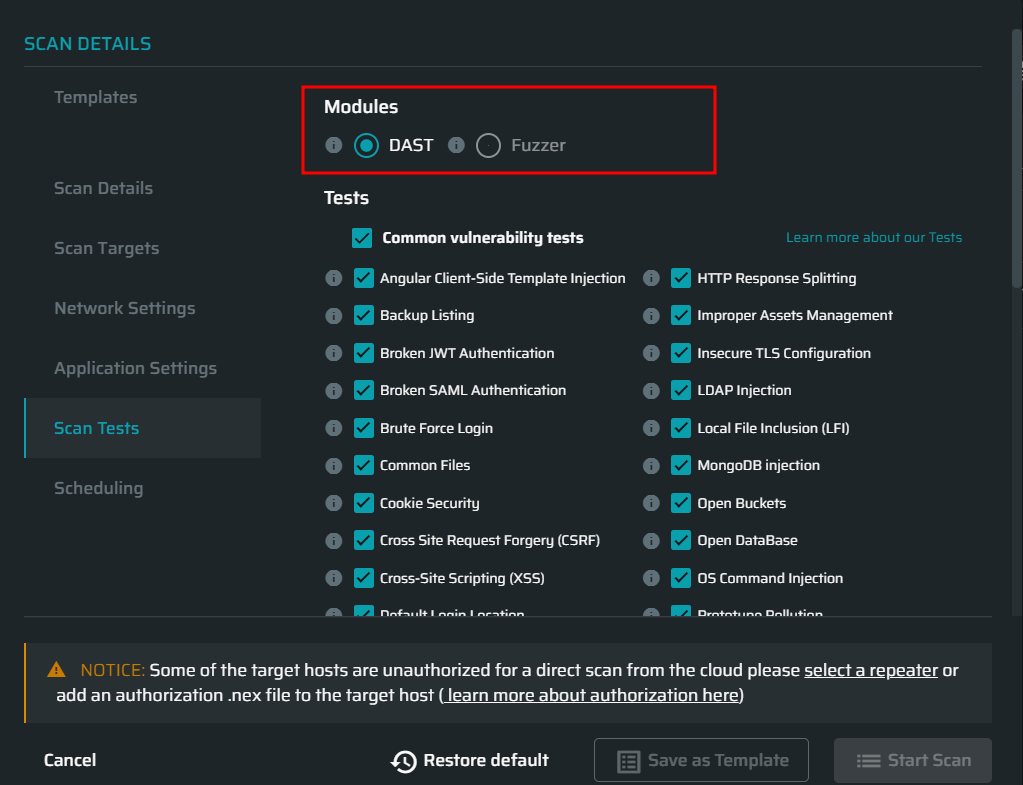 SCAN DETAILS
Templates
Scan Details
Scan Targets
Network Settings
Application Settings
Scan Tests
Scheduling
Modules
DAST Fuzzer
Tests
Common vulnerability tests Learn more about our Tests
Angular Client-Side Template Injection HTTP Response Splitting
Backup Listing Improper Assets Management
Broken JWT Authentication Insecure TLS Configuration
Broken SAML Authentication LDAP Injection
Brute Force Login Local File Inclusion (LFI)
Common Files MongoDB injection
Cookie Security Open Buckets
Cross Site Request Forgery (CSRF) Open DataBase
Cross-Site Scripting (XSS) OS Command Injection
Default Login Location Prototype Pollution
NOTICE: Some of the target hosts are unauthorized for a direct scan from the cloud please select a repeater or
add an authorization .nex file to the target host ( learn more about authorization here)
Cancel Restore default Save as Template Start Scan